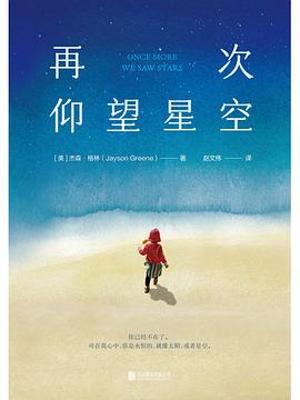 再次
ONCE MORE
WE SAW STARS
仰望星空
[美]杰森·格林(Jayson Greene)——著 赵文伟——译
你已经不在了。
可在我心中,你是永恒的,就像太阳,或者星空。